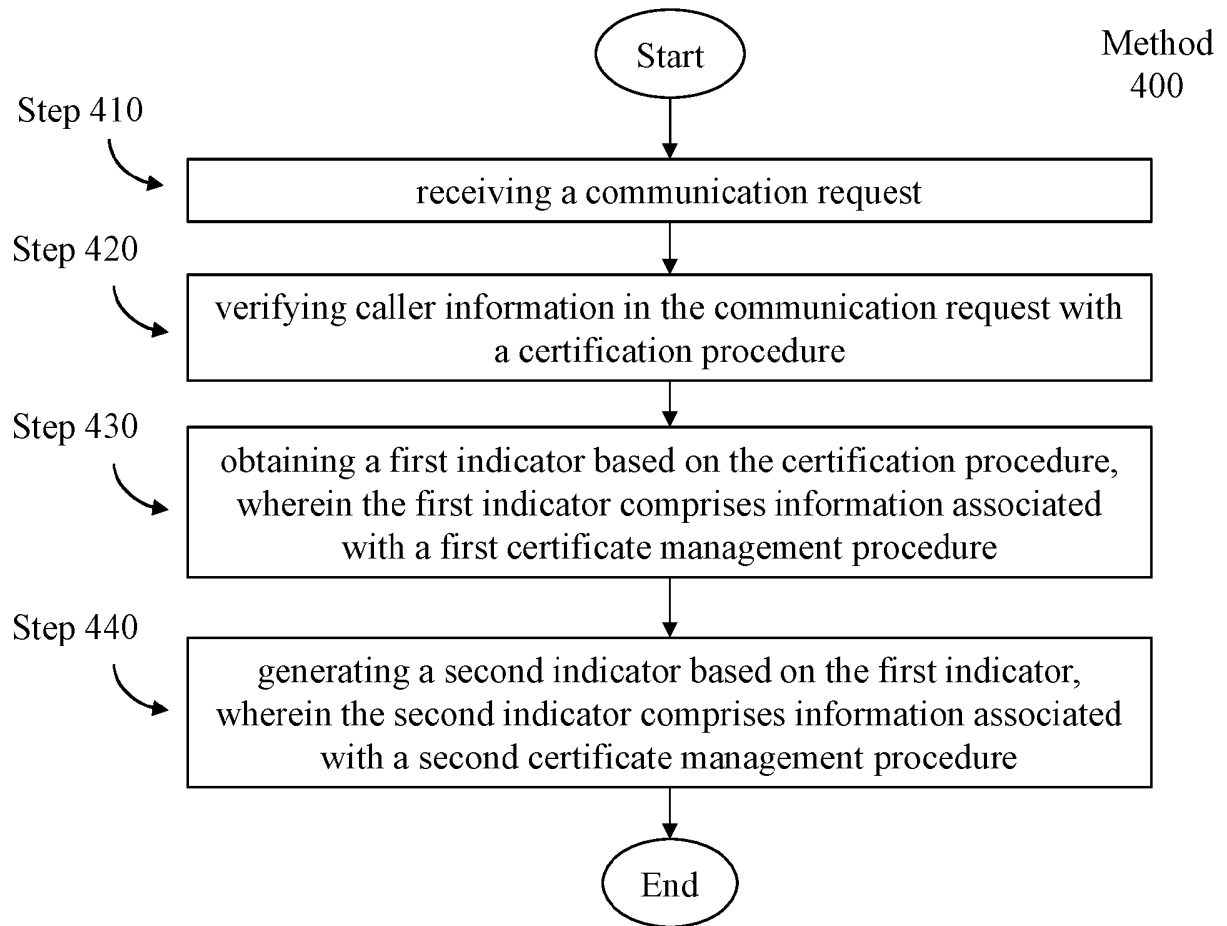 Start
Method
400
Step 410
receiving a communication request
Step 420
verifying caller information in the communication request with
a certification procedure
Step 430
obtaining a first indicator based on the certification procedure,
wherein the first indicator comprises information associated
with a first certificate management procedure
Step 440
generating a second indicator based on the first indicator,
wherein the second indicator comprises information associated
with a second certificate management procedure
End